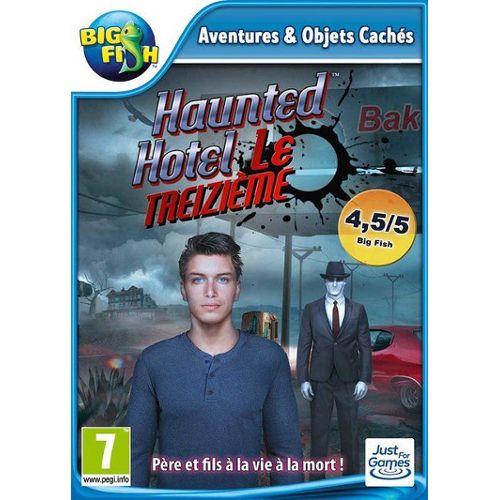 BIG FISH
Aventures & Objets Cachés
Haunted™
Hotel Le
TREIZIÈME
Bak
4,5/5
Big Fish
7
www.pegi.info
Père et fils à la vie à la mort !
Just
For
Games